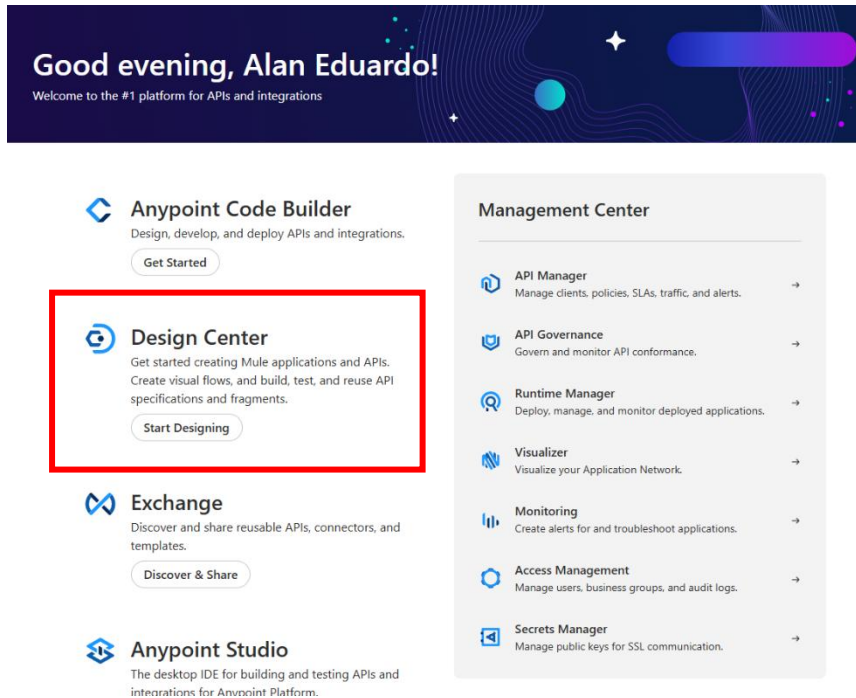 Good evening, Alan Eduardo!
Welcome to the #1 platform for APIs and integrations
Anypoint Code Builder
Design, develop, and deploy APIs and integrations.
Get Started
Design Center
Get started creating Mule applications and APIs.
Create visual flows, and build, test, and reuse API
specifications and fragments.
Start Designing
Exchange
Discover and share reusable APIs, connectors, and
templates.
Discover & Share
Anypoint Studio
The desktop IDE for building and testing APIs and
integrations for Anypoint Platform.
Management Center
API Manager
Manage clients, policies, SLAs, traffic, and alerts.
API Governance
Govern and monitor API conformance.
Runtime Manager
Deploy, manage, and monitor deployed applications.
Visualizer
Visualize your Application Network.
Monitoring
Create alerts for and troubleshoot applications.
Access Management
Manage users, business groups, and audit logs.
Secrets Manager
Manage public keys for SSL communication.